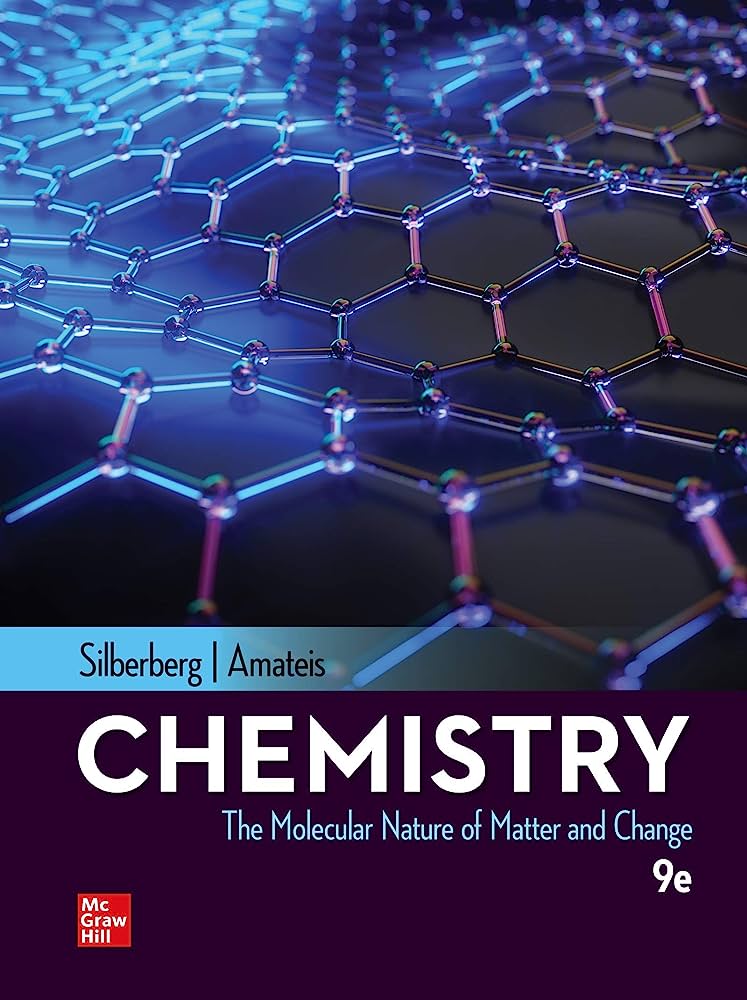 Silberberg | Amateis
CHEMISTRY
The Molecular Nature of Matter and Change
9e
Mc
Graw
Hill